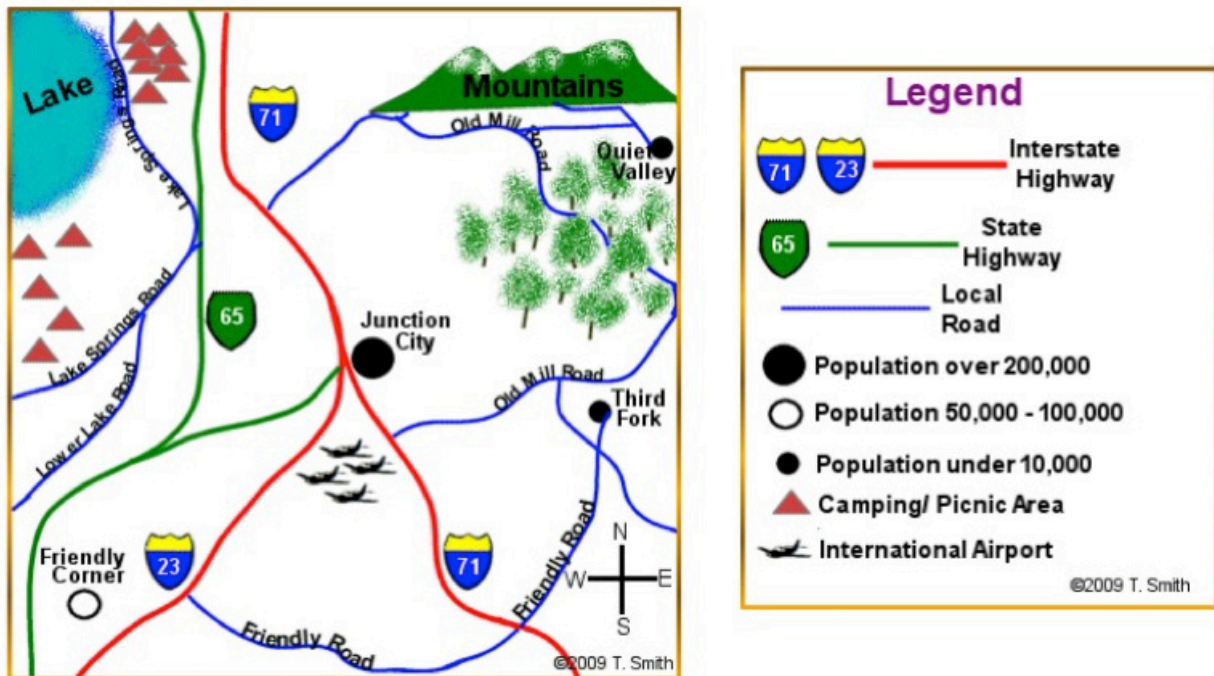 Lake
Lake Springs Road
71
Mountains
Old Mill Road
Quiet
Valley
Lake Springs Road
Lower Lake Road
65
Junction
City
Old Mill Road
Third
Fork
Friendly
Corner
23
71
Friendly Road
Friendly Road
N
W E
S
©2009 T. Smith
Legend
71 23 Interstate
Highway
65 State
Highway
Local
Road
Population over 200,000
Population 50,000 - 100,000
Population under 10,000
Camping/ Picnic Area
International Airport
©2009 T. Smith